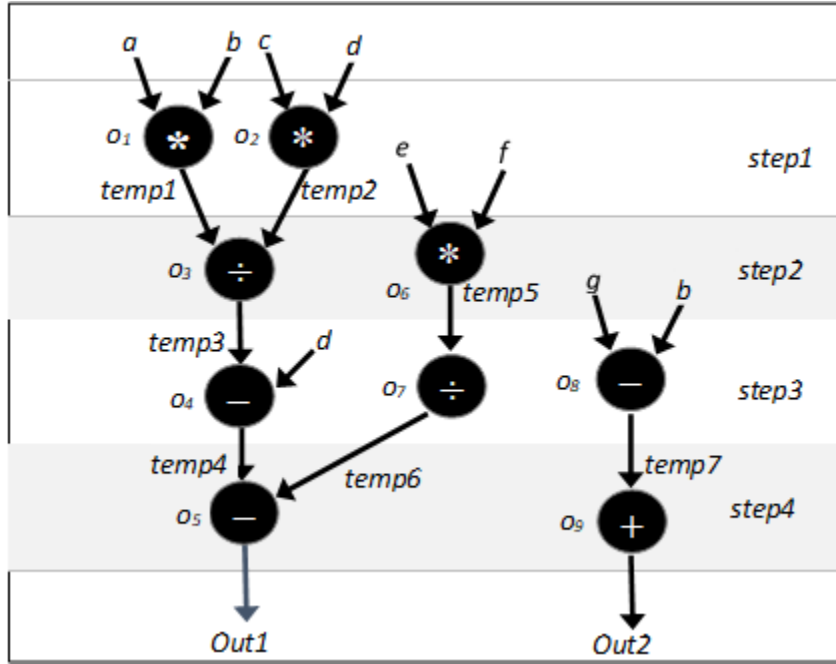 a b c d
o1 * o2 * step1
e f
temp1 temp2
o3 ÷ * step2
o6 temp5
g b
temp3 d
o4 − o7 ÷ o8 − step3
temp4 temp6 temp7
o5 − o9 + step4
Out1 Out2